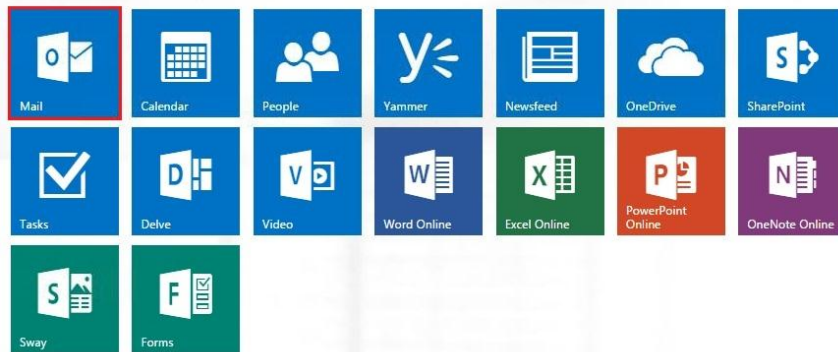 Mail
Calendar
People
Yammer
Newsfeed
OneDrive
SharePoint
Tasks
Delve
Video
Word Online
Excel Online
PowerPoint
Online
OneNote Online
Sway
Forms